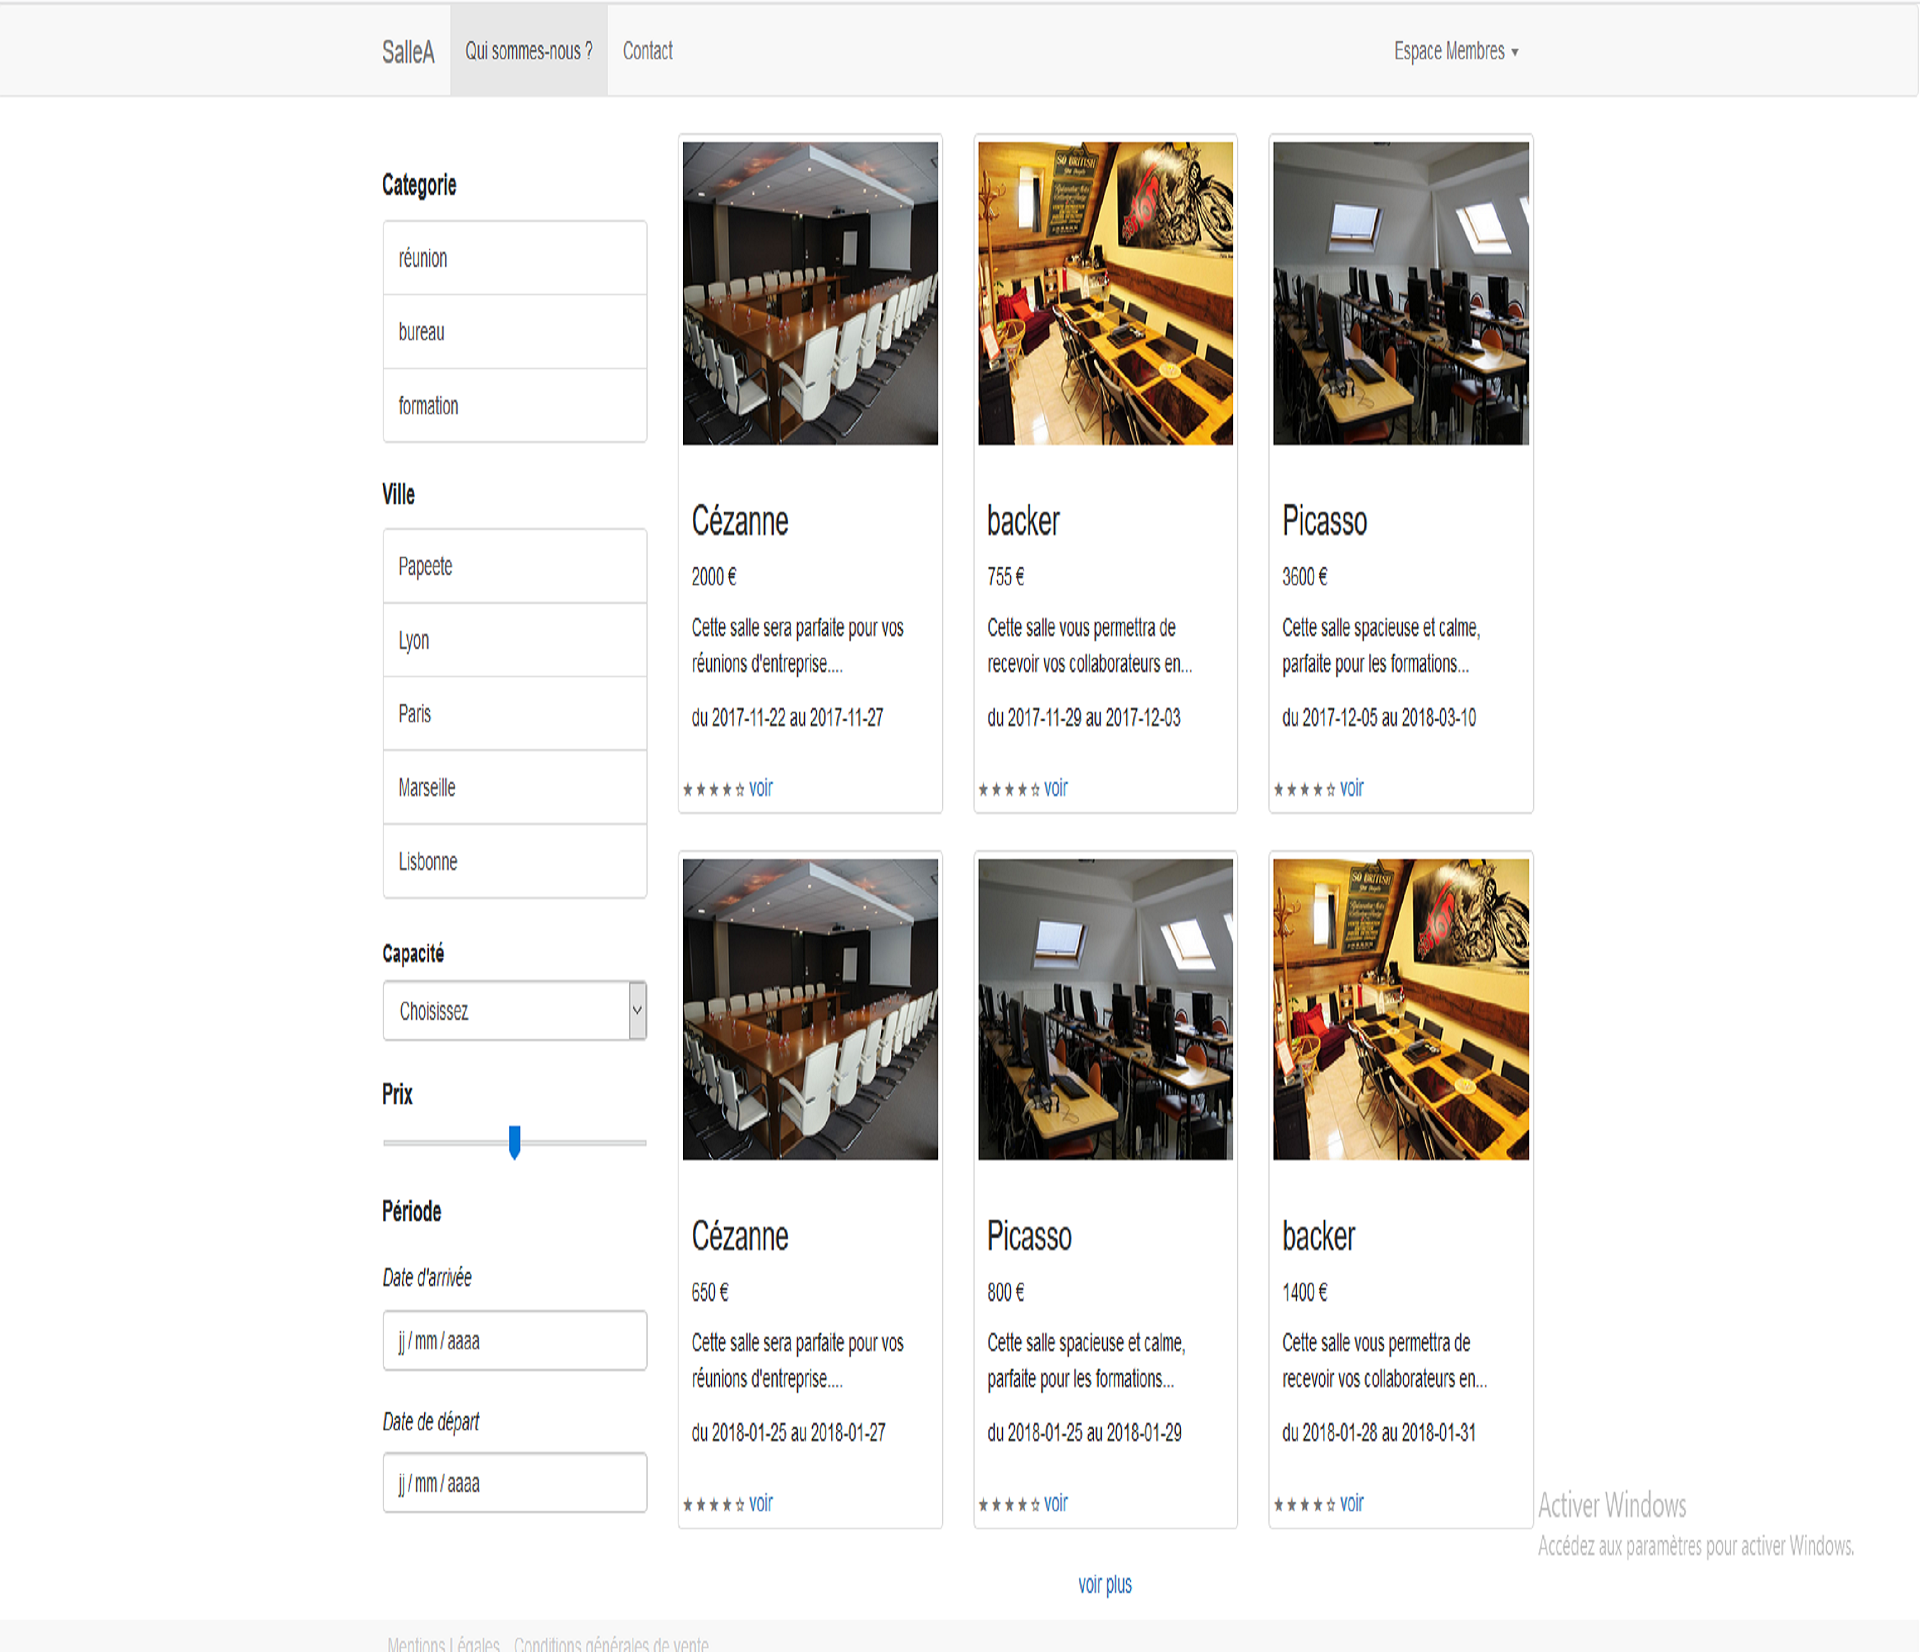 SalleA Qui sommes-nous ? Contact Espace Membres
Categorie
réunion
bureau
formation
Ville
Papeete
Lyon
Paris
Marseille
Lisbonne
Capacité
Choisissez
Prix
Période
Date d'arrivée
jj / mm / aaaa
Date de départ
jj / mm / aaaa
SO BRITISH
Cézanne
2000 €
Cette salle sera parfaite pour vos
réunions d'entreprise....
du 2017-11-22 au 2017-11-27
★★★★☆ voir
backer
755 €
Cette salle vous permettra de
recevoir vos collaborateurs en...
du 2017-11-29 au 2017-12-03
★★★★☆ voir
Picasso
3600 €
Cette salle spacieuse et calme,
parfaite pour les formations...
du 2017-12-05 au 2018-03-10
★★★★☆ voir
SO BRITISH
Cézanne
650 €
Cette salle sera parfaite pour vos
réunions d'entreprise....
du 2018-01-25 au 2018-01-27
★★★★☆ voir
Picasso
800 €
Cette salle spacieuse et calme,
parfaite pour les formations...
du 2018-01-25 au 2018-01-29
★★★★☆ voir
backer
1400 €
Cette salle vous permettra de
recevoir vos collaborateurs en...
du 2018-01-28 au 2018-01-31
★★★★☆ voir
voir plus
Activer Windows
Accédez aux paramètres pour activer Windows.
Mentions Légales Conditions générales de vente